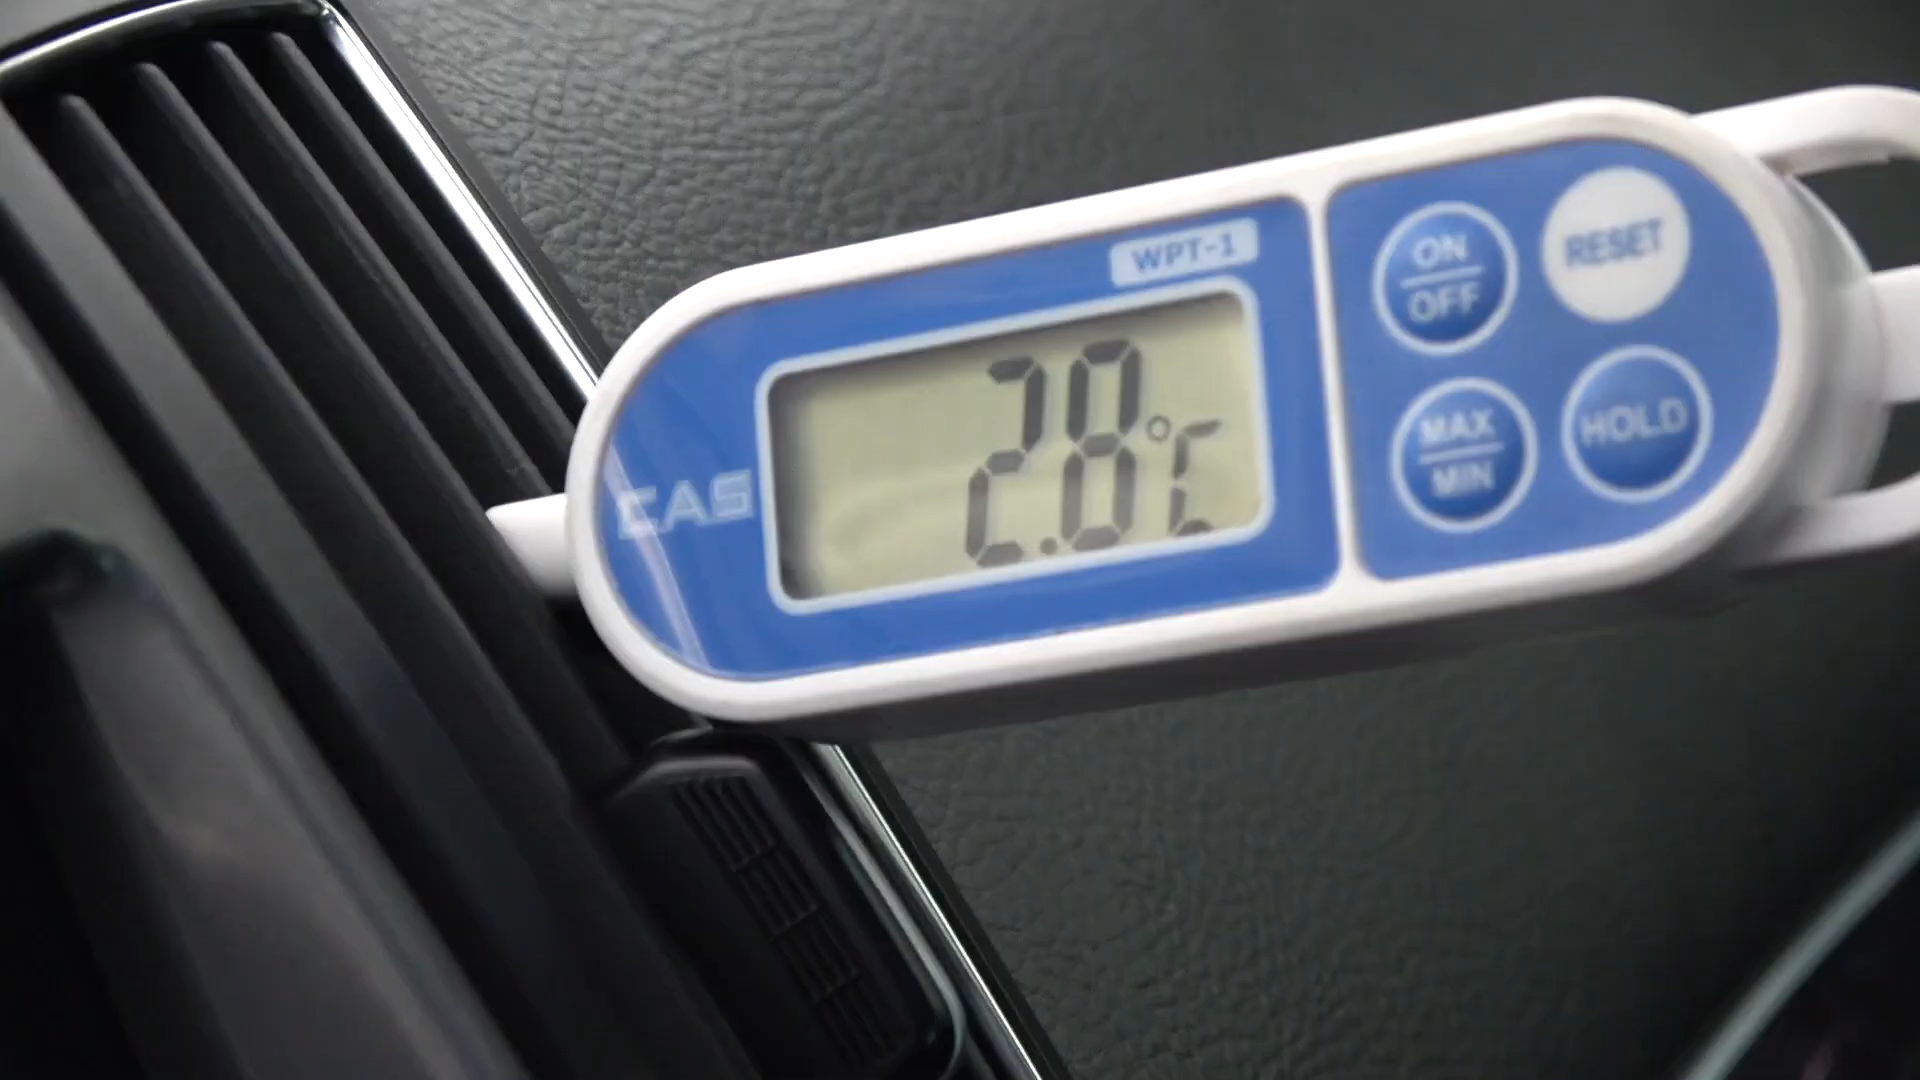 WPT-1
CAS
2.8°C
ON
OFF
RESET
MAX
MIN
HOLD